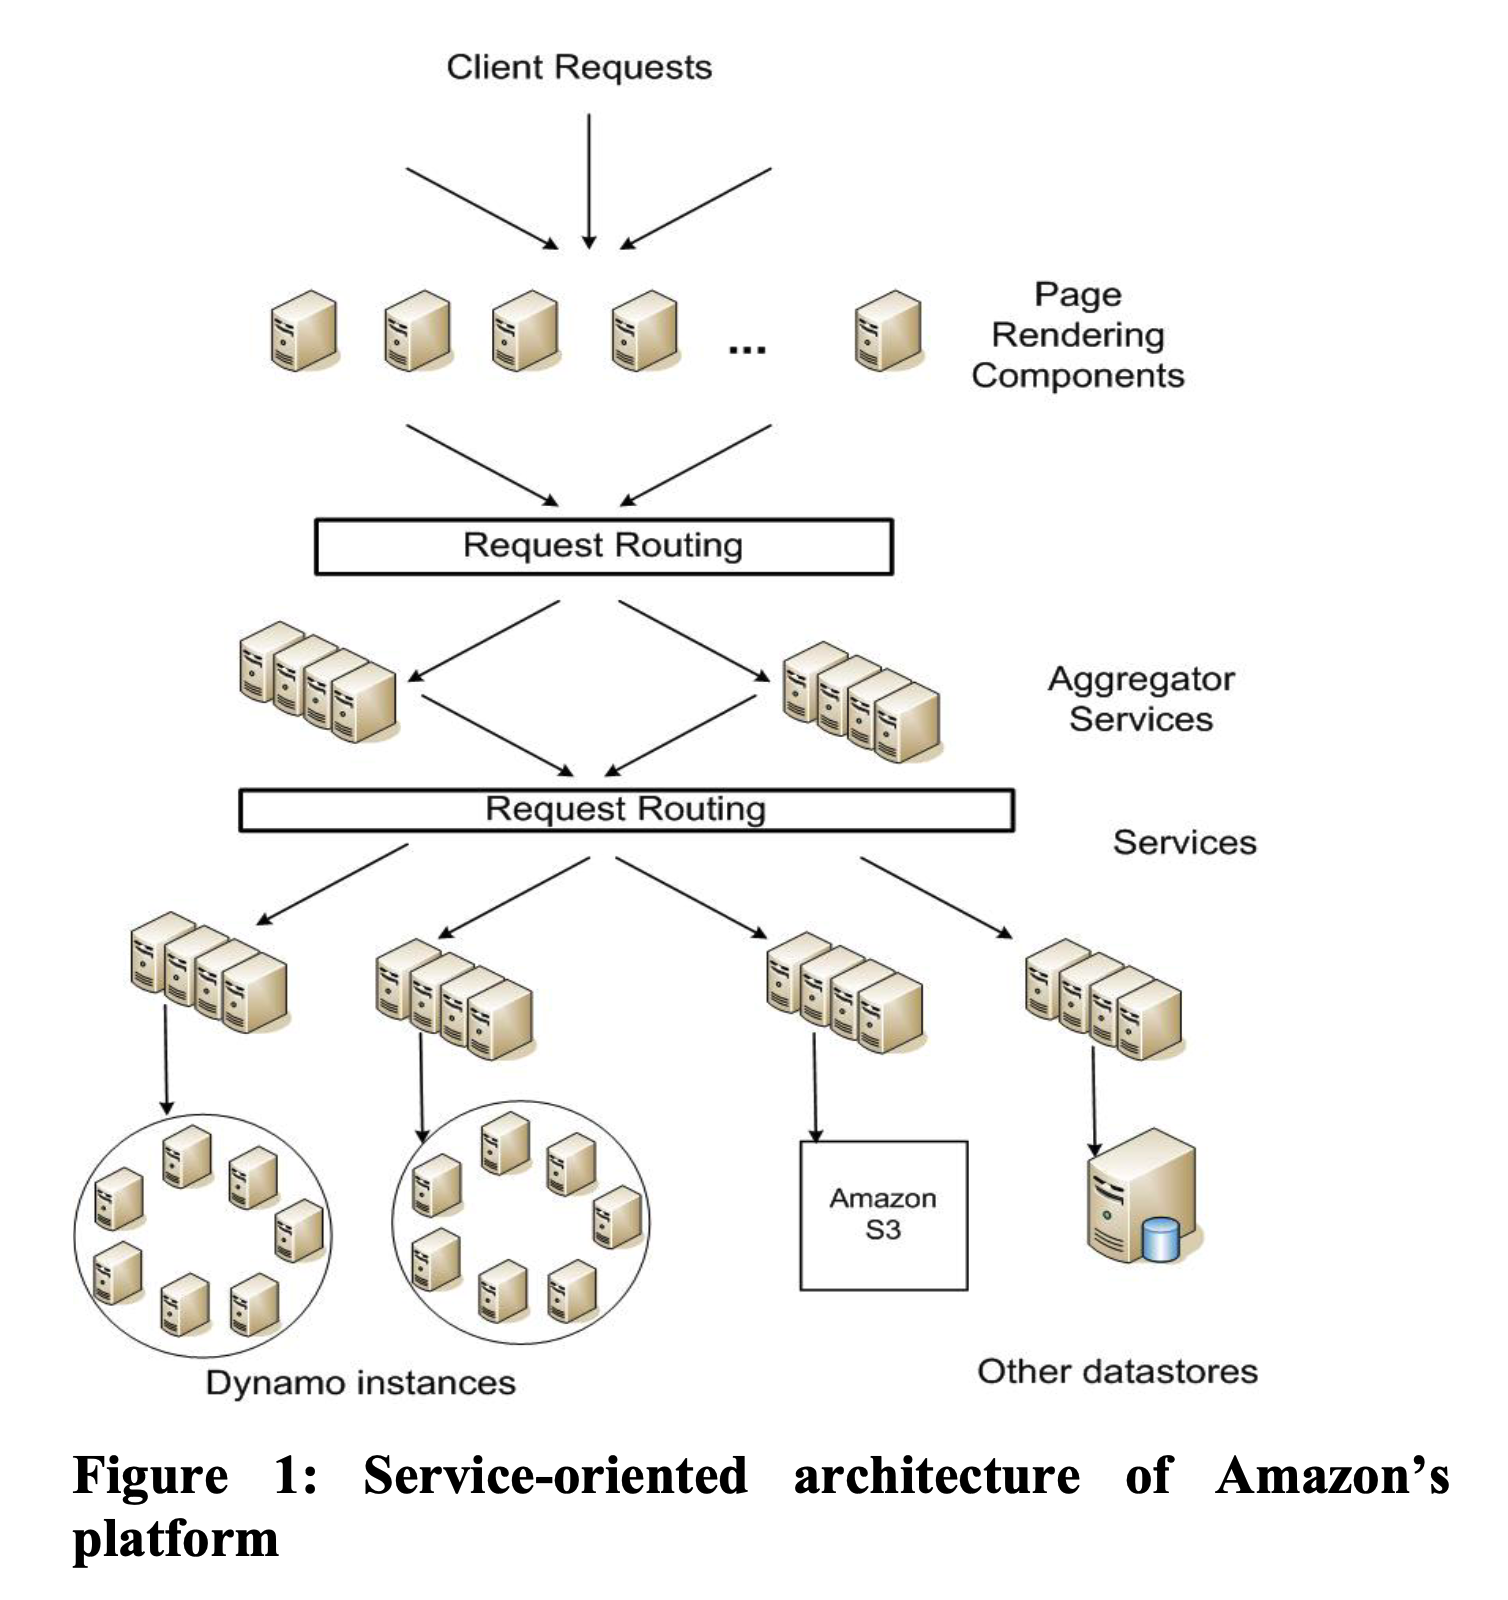 Client Requests
Page
Rendering
Components
...
Request Routing
Aggregator
Services
Request Routing
Services
Amazon
S3
Dynamo instances
Other datastores
Figure 1: Service-oriented architecture of Amazon’s
platform